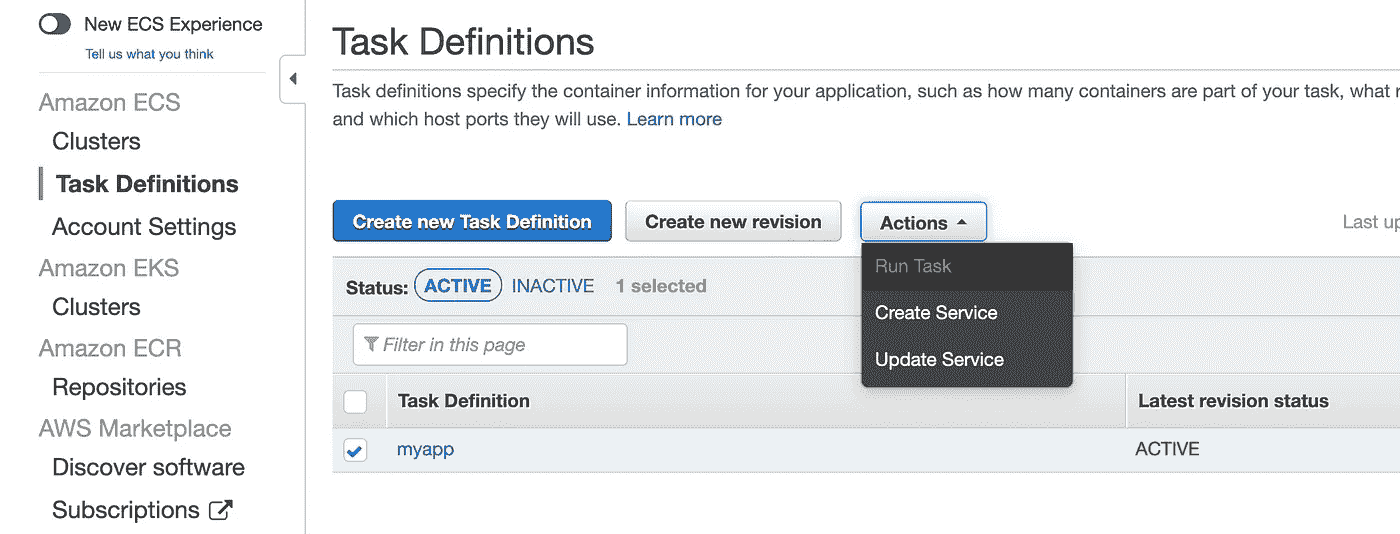 New ECS Experience
Tell us what you think
Amazon ECS
Clusters
Task Definitions
Account Settings
Amazon EKS
Clusters
Amazon ECR
Repositories
AWS Marketplace
Discover software
Subscriptions
Task Definitions
Task definitions specify the container information for your application, such as how many containers are part of your task, what
and which host ports they will use. Learn more
Create new Task Definition Create new revision Actions
Last
Run Task
Create Service
Update Service
Status: ACTIVE INACTIVE 1 selected
Filter in this page
Task Definition Latest revision status
myapp ACTIVE